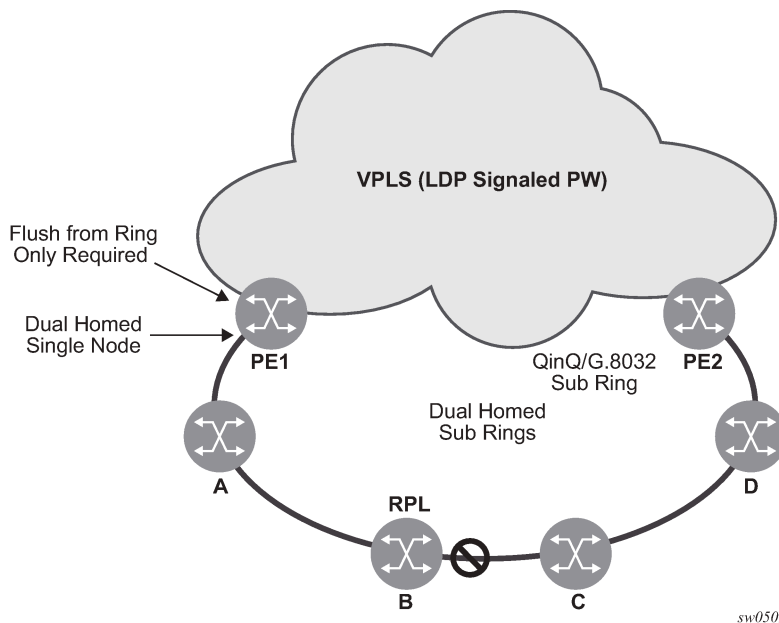 VPLS (LDP Signaled PW)
Flush from Ring
Only Required
Dual Homed
Single Node
PE1
QinQ/G.8032
Sub Ring
PE2
Dual Homed
Sub Rings
A
D
RPL
B
C
sw050